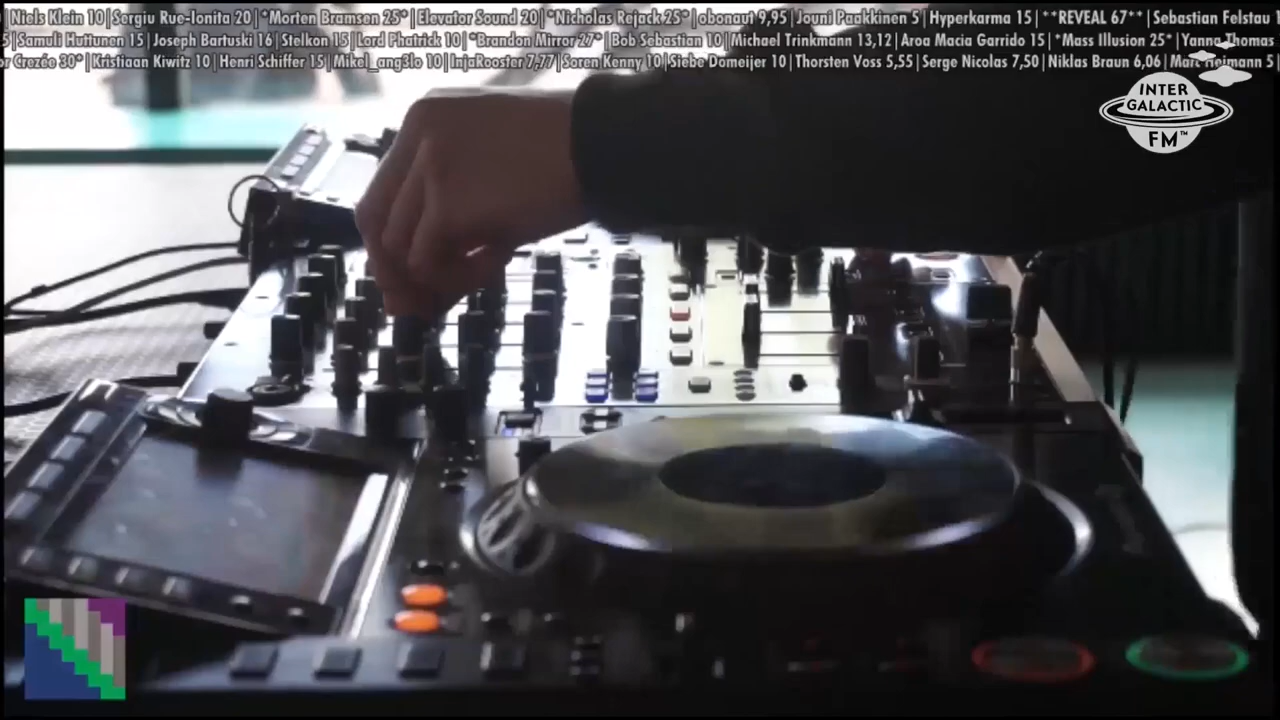 Niels Klein 10 | Sergiu Rue-Ionita 20 | *Morten Bramsen 25* | Elevator Sound 20 | *Nicholas Rejack 25* | obonaut 9,95 | Jouni Paakkinen 5 | Hyperkarma 15 | **REVEAL 67** | Sebastian Felstau
5 | Samuli Huttunen 15 | Joseph Bartuski 16 | Stelkon 15 | Lord Phatrick 10 | *Brandon Mirror 27* | Bob Sebastian 10 | Michael Trinkmann 13,12 | Aroa Macia Garrido 15 | *Mass Illusion 25* | Yanna Thomas
or Crezée 30* | Kristiaan Kiwitz 10 | Henri Schiffer 15 | Mikel_ang3lo 10 | InjaRooster 7,77 | Soren Kenny 10 | Siebe Domeijer 10 | Thorsten Voss 5,55 | Serge Nicolas 7,50 | Niklas Braun 6,06 | Marc Heimann 5 |
INTER
GALACTIC
FM™